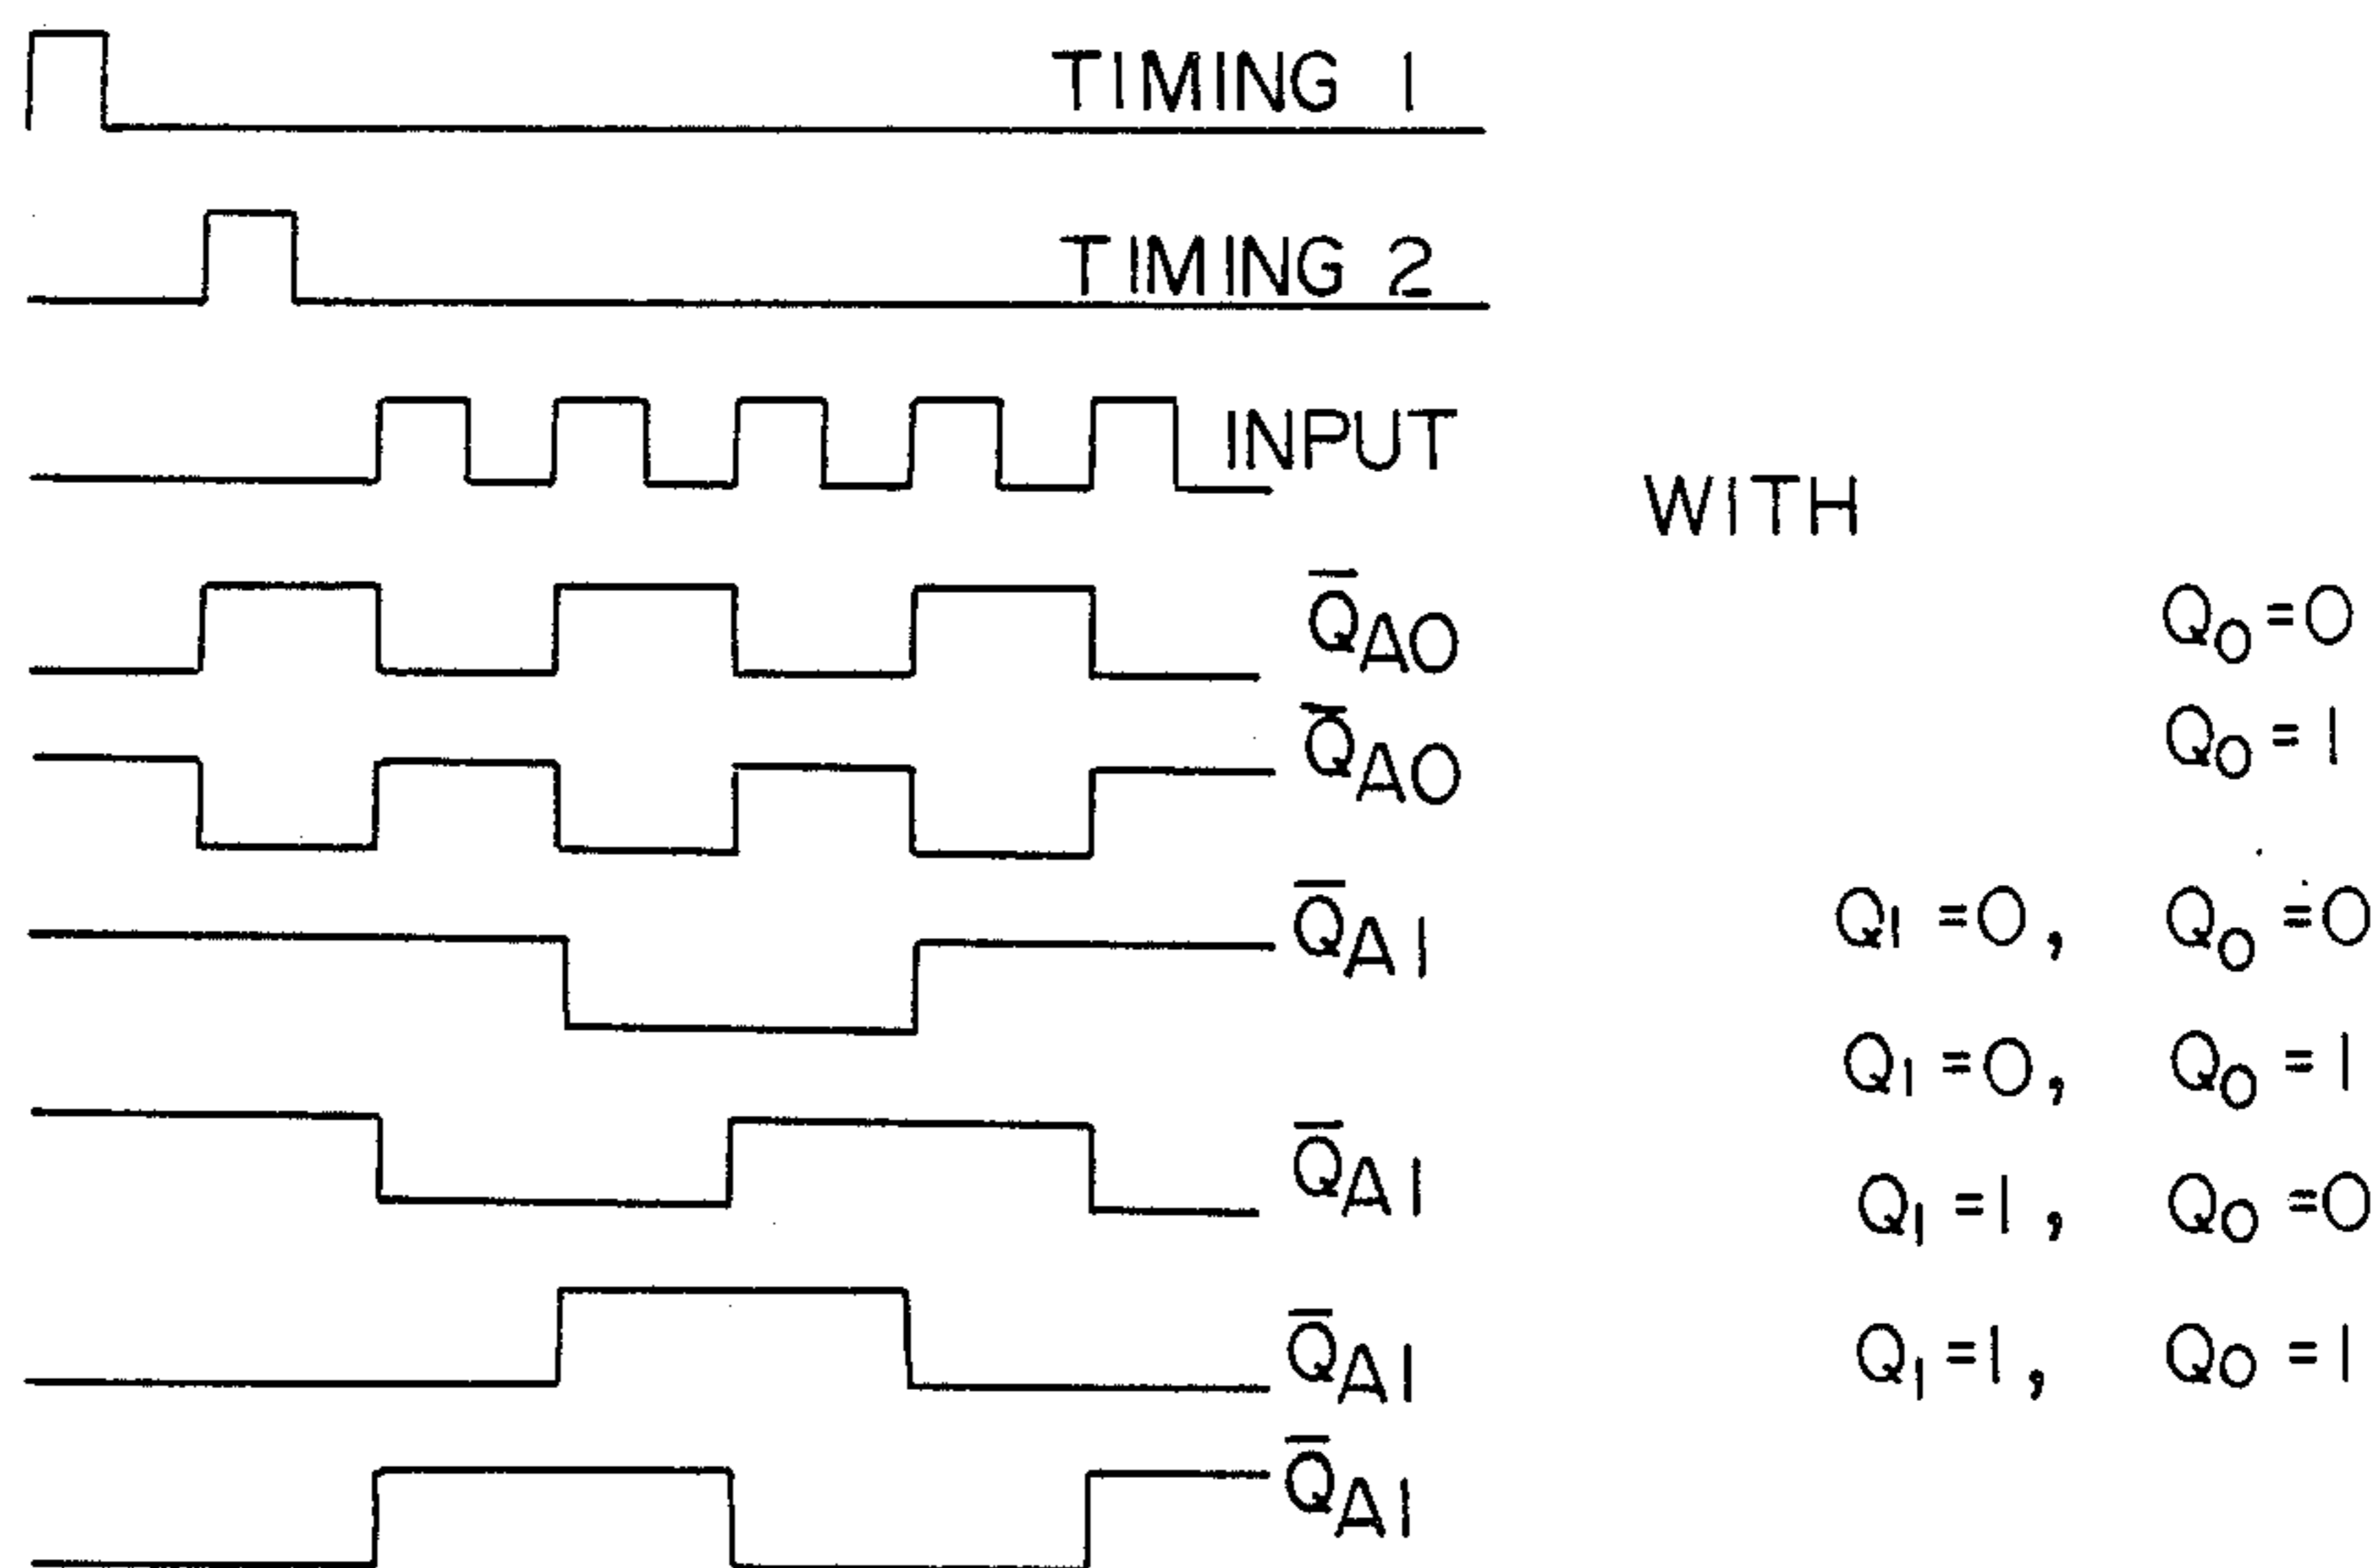 TIMING 1
TIMING 2
INPUT
WITH
Q̅A0 Q0=0
Q̅A0 Q0=1
Q̅A1 Q1=0, Q0=0
Q̅A1 Q1=0, Q0=1
Q̅A1 Q1=1, Q0=0
Q̅A1 Q1=1, Q0=1